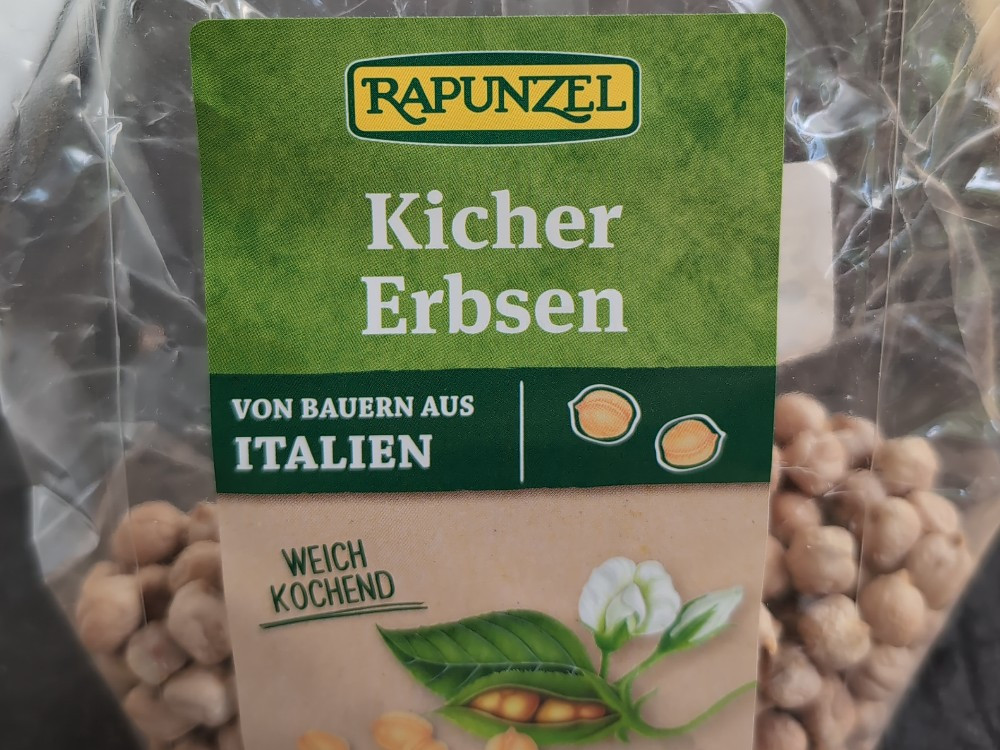 RAPUNZEL
Kicher
Erbsen
VON BAUERN AUS
ITALIEN
WEICH
KOCHEND